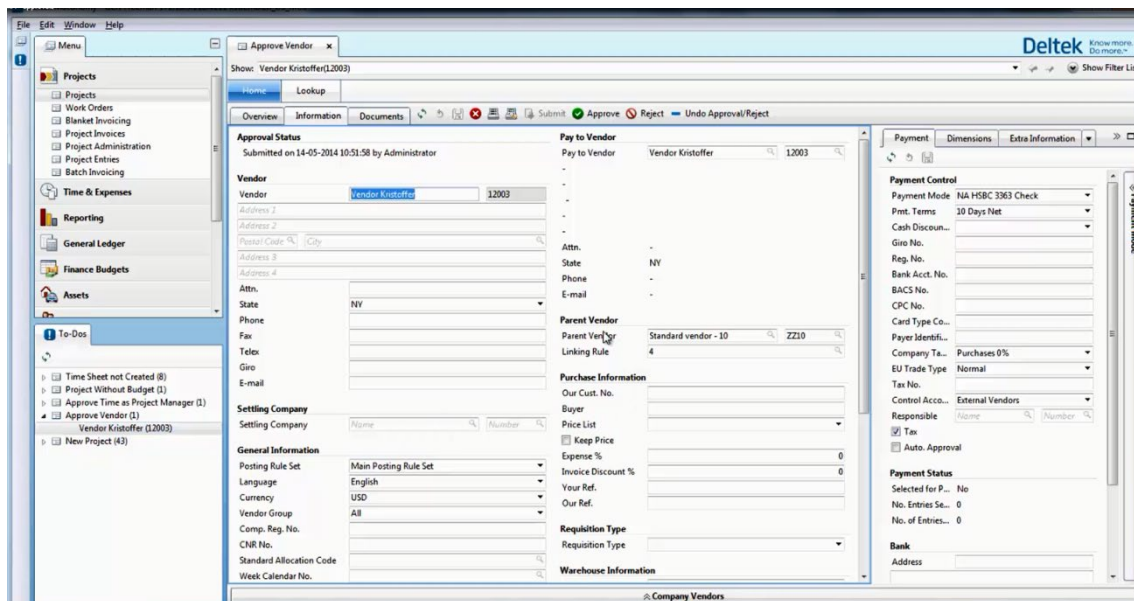 File Edit Window Help
Menu
Projects
Projects
Work Orders
Blanket Invoicing
Project Invoices
Project Administration
Project Entries
Batch Invoicing
Time & Expenses
Reporting
General Ledger
Finance Budgets
Assets
To-Dos
Time Sheet not Created (8)
Project Without Budget (1)
Approve Time as Project Manager (1)
Approve Vendor (1)
Vendor Kristoffer (12003)
New Project (43)
Approve Vendor x
Deltek Know more. Do more.™
Show: Vendor Kristoffer(12003)
Show Filter Lis
Home Lookup
Overview Information Documents Submit Approve Reject Undo Approval/Reject
Approval Status
Submitted on 14-05-2014 10:51:58 by Administrator
Vendor
Vendor Vendor Kristoffer 12003
Address 1
Address 2
Postal Code City
Address 3
Address 4
Attn.
State NY
Phone
Fax
Telex
Giro
E-mail
Settling Company
Settling Company Name Number
General Information
Posting Rule Set Main Posting Rule Set
Language English
Currency USD
Vendor Group All
Comp. Reg. No.
CNR No.
Standard Allocation Code
Week Calendar No.
Pay to Vendor
Pay to Vendor Vendor Kristoffer 12003
-
-
-
-
-
Attn. -
State NY
Phone -
E-mail -
Parent Vendor
Parent Vendor Standard vendor - 10 ZZ10
Linking Rule 4
Purchase Information
Our Cust. No.
Buyer
Price List
Keep Price
Expense % 0
Invoice Discount % 0
Your Ref.
Our Ref.
Requisition Type
Requisition Type
Warehouse Information
Payment Dimensions Extra Information
Payment Control
Payment Mode NA HSBC 3363 Check
Pmt. Terms 10 Days Net
Cash Discoun...
Giro No.
Reg. No.
Bank Acct. No.
BACS No.
CPC No.
Card Type Co...
Payer Identifi...
Company Ta... Purchases 0%
EU Trade Type Normal
Tax No.
Control Acco... External Vendors
Responsible Name Number
Tax
Auto. Approval
Payment Status
Selected for P... No
No. Entries Se... 0
No. of Entries... 0
Bank
Address
Company Vendors